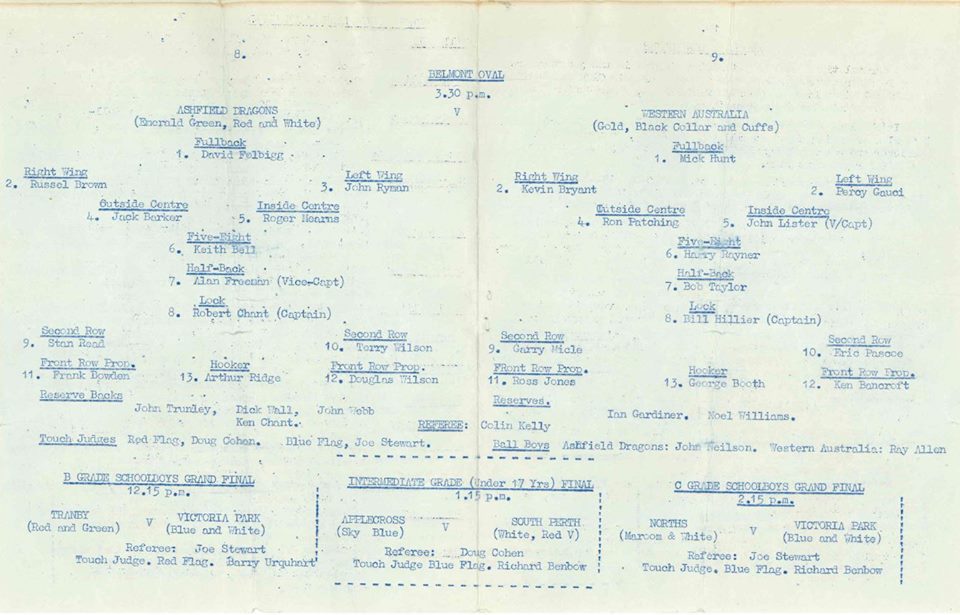 8.
9.
BELMONT OVAL
3.30 p.m.
V
ASHFIELD DRAGONS
(Emerald Green, Red and White)
Fullback
1. David Felbigg
Right Wing
2. Russel Brown
Left Wing
3. John Ryman
Outside Centre
4. Jack Barker
Inside Centre
5. Roger Hearns
Five-Eight
6. Keith Bell
Half-Back
7. Alan Freeman (Vice-Capt)
Lock
8. Robert Chant (Captain)
Second Row
9. Stan Read
Second Row
10. Terry Wilson
Front Row Prop.
11. Frank Dowden
Hooker
13. Arthur Ridge
Front Row Prop.
12. Douglas Wilson
Reserve Backs
John Trunley, Dick Wall, John Webb
Ken Chant.
WESTERN AUSTRALIA
(Gold, Black Collar and Cuffs)
Fullback
1. Mick Hunt
Right Wing
2. Kevin Bryant
Left Wing
2. Percy Gauci
Outside Centre
4. Ron Patching
Inside Centre
5. John Lister (V/Capt)
Five-Eight
6. Harry Rayner
Half-Back
7. Bob Taylor
Lock
8. Bill Hillier (Captain)
Second Row
9. Garry Micle
Second Row
10. Eric Pascoe
FRont Row Prop.
11. Ross Jones
Hooker
13. George Booth
Front Row Prop.
12. Ken Bancroft
Reserves.
Ian Gardiner. Noel Williams.
REFEREE: Colin Kelly
Touch Judges Red Flag, Doug Cohen. Blue Flag, Joe Stewart.
Ball Boys Ashfield Dragons: John Neilson. Western Australia: Ray Allen
B GRADE SCHOOLBOYS GRAND FINAL
12.15 p.m.
TRANBY V VICTORIA PARK
(Red and Green) (Blue and White)
Referee: Joe Stewart
Touch Judge. Red Flag. Barry Urquhart
INTERMEDIATE GRADE (Under 17 Yrs) FINAL
1.15 p.m.
APPLECROSS V SOUTH PERTH
(Sky Blue) (White, Red V)
Referee: Doug Cohen
Touch Judge Blue Flag. Richard Benbow
C GRADE SCHOOLBOYS GRAND FINAL
2.15 p.m.
NORTHS V VICTORIA PARK
(Maroon & White) (Blue and White)
Referee: Joe Stewart
Touch Judge. Blue Flag. Richard Benbow